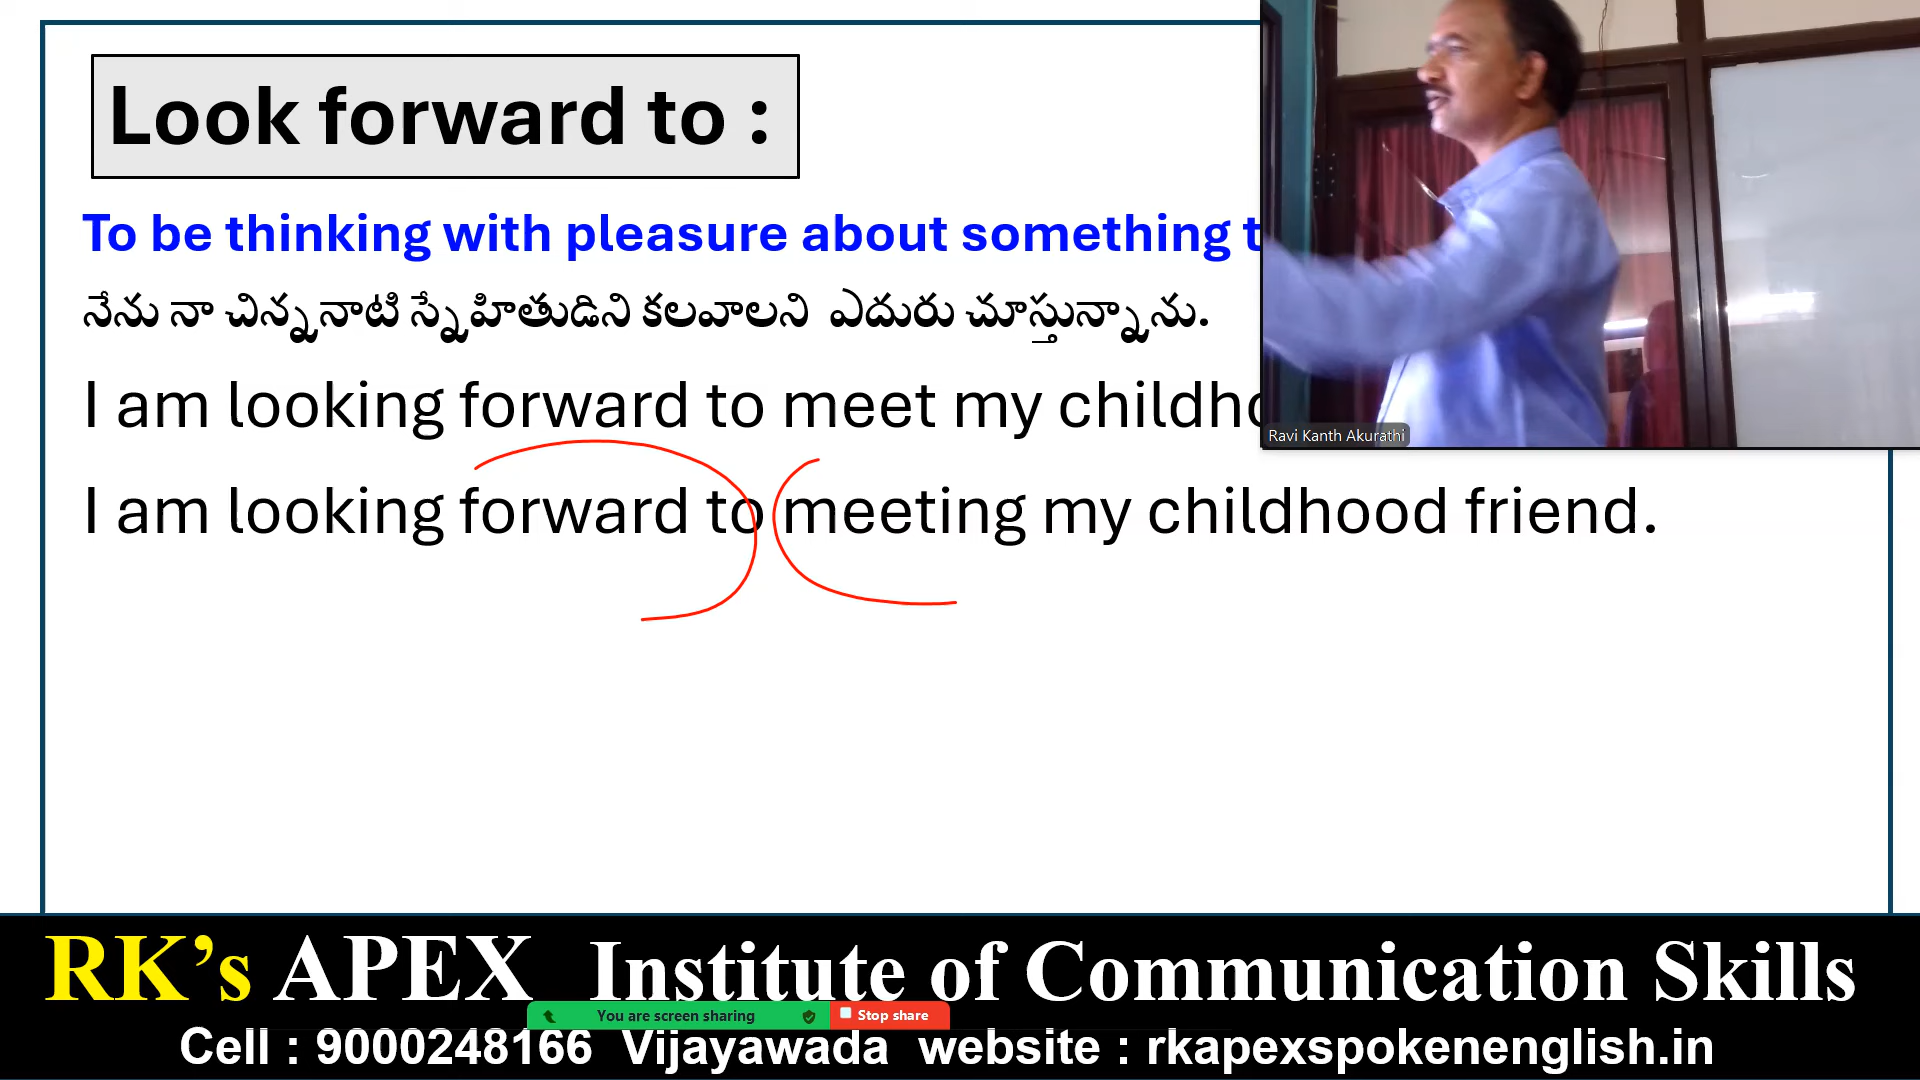 Look forward to :
To be thinking with pleasure about something t
నేను నా చిన్ననాటి స్నేహితుడిని కలవాలని ఎదురు చూస్తున్నాను.
I am looking forward to meet my childho
Ravi Kanth Akurathi
I am looking forward to meeting my childhood friend.
RK’s APEX Institute of Communication Skills
You are screen sharing Stop share
Cell : 9000248166 Vijayawada website : rkapexspokenenglish.in